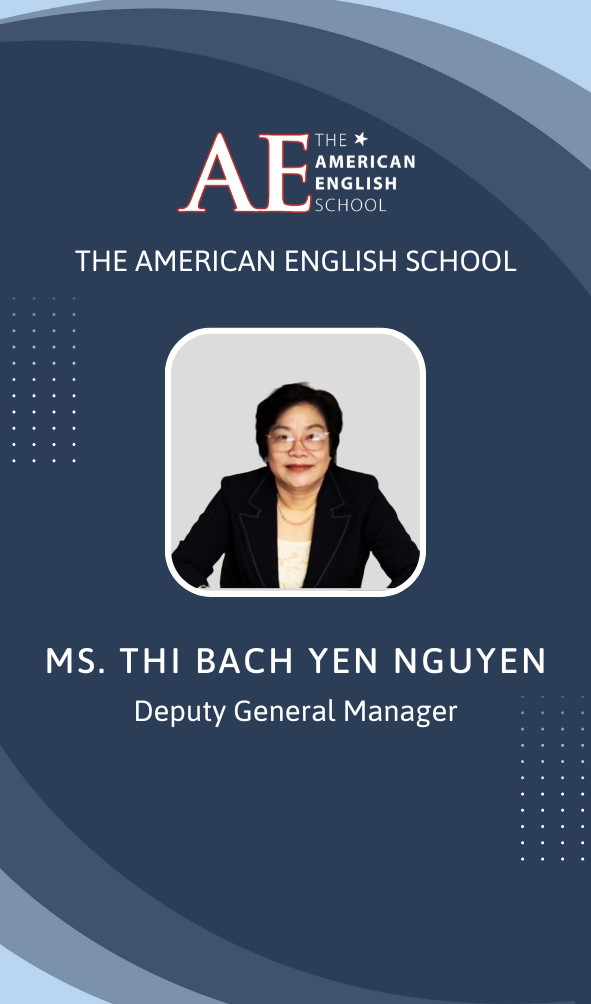 AE
THE
AMERICAN
ENGLISH
SCHOOL
THE AMERICAN ENGLISH SCHOOL
MS. THI BACH YEN NGUYEN
Deputy General Manager